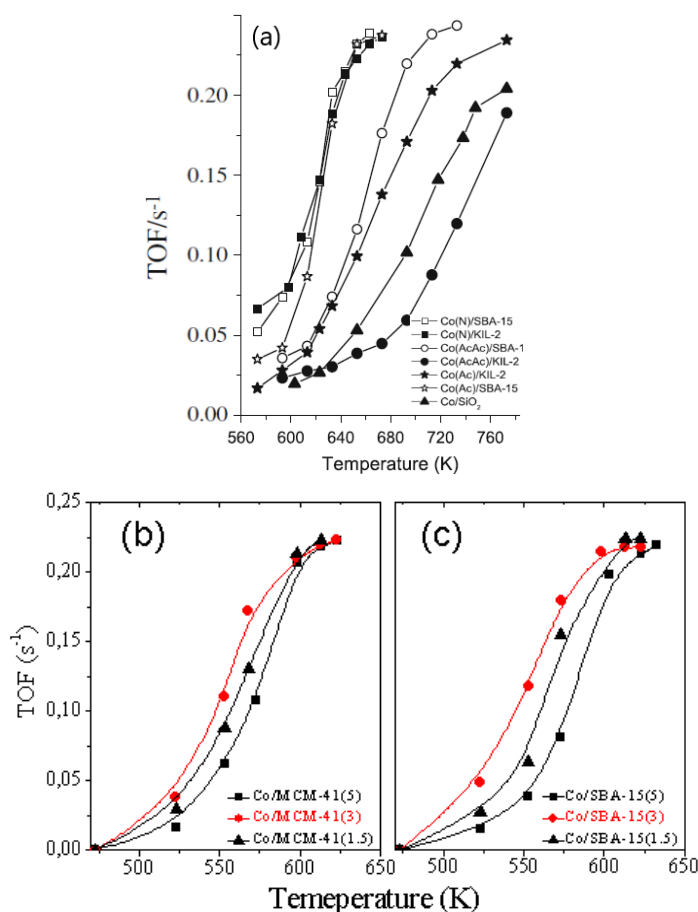 (a)
TOF/s⁻¹
0.20
0.15
0.10
0.05
0.00
Co(N)/SBA-15
Co(N)/KIL-2
Co(AcAc)/SBA-1
Co(AcAc)/KIL-2
Co(Ac)/KIL-2
Co(Ac)/SBA-15
Co/SiO₂
560 600 640 680 720 760
Temperature (K)
(b)
(c)
TOF (s⁻¹)
0,25
0,20
0,15
0,10
0,05
0,00
Co/MCM-41(5)
Co/MCM-41(3)
Co/MCM-41(1.5)
Co/SBA-15(5)
Co/SBA-15(3)
Co/SBA-15(1.5)
500 550 600 650 500 550 600 650
Temeperature (K)